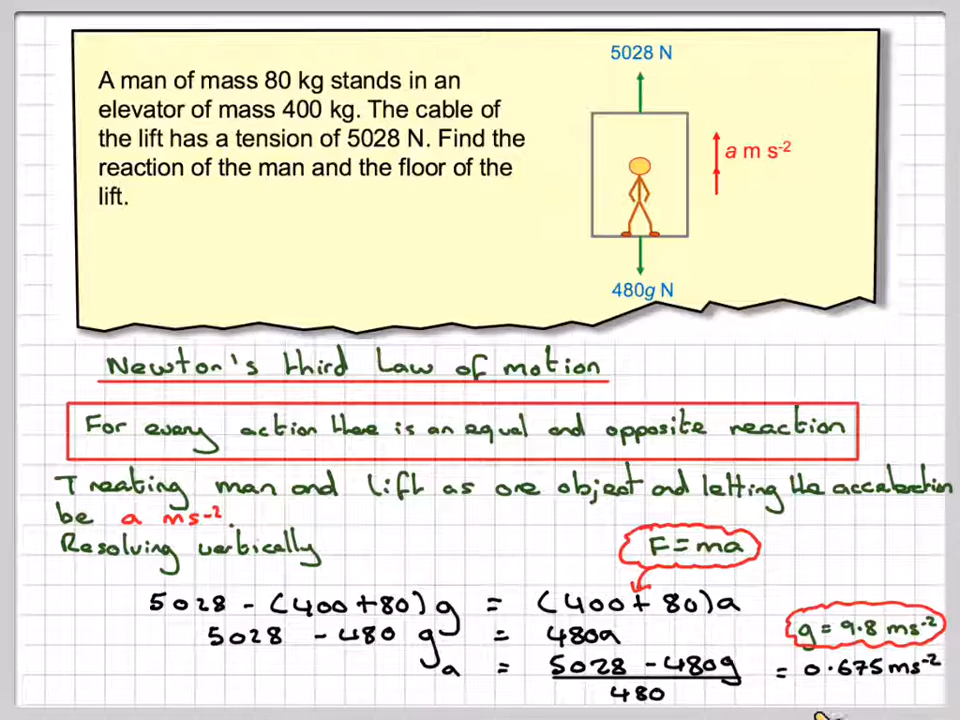 5028 N
A man of mass 80 kg stands in an
elevator of mass 400 kg. The cable of
the lift has a tension of 5028 N. Find the
reaction of the man and the floor of the
lift.
a m s⁻²
480g N
Newton's third Law of motion
For every action there is an equal and opposite reaction
Treating man and lift as one object and letting the acceleration
be a ms⁻².
Resolving vertically
F = ma
5028 - (400+80)g = (400+80)a
5028 - 480g = 480a
g = 9.8 ms⁻²
a = 5028 - 480g / 480 = 0.675 ms⁻²